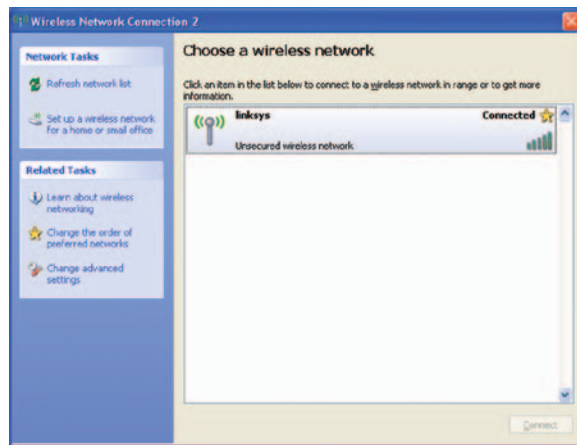 Wireless Network Connection 2
Network Tasks
Refresh network list
Set up a wireless network
for a home or small office
Related Tasks
Learn about wireless
networking
Change the order of
preferred networks
Change advanced
settings
Choose a wireless network
Click an item in the list below to connect to a wireless network in range or to get more
information.
linksys
Connected
Unsecured wireless network
Connect